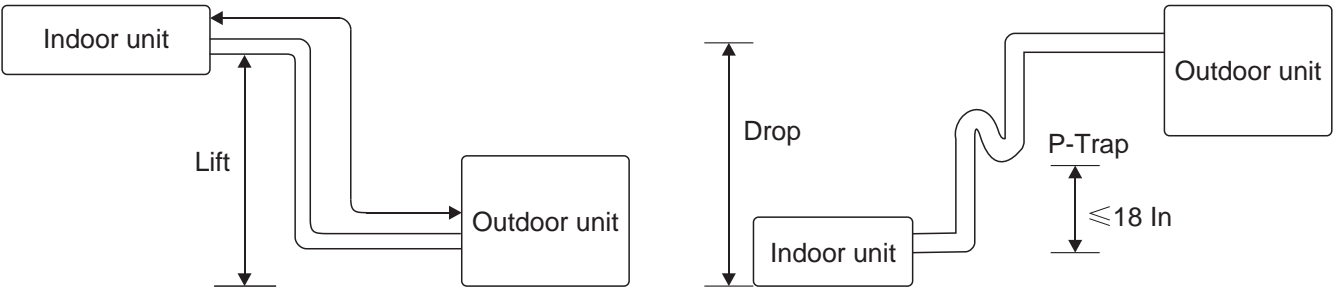 Indoor unit
Lift
Outdoor unit
Drop
P-Trap
≤18 In
Indoor unit
Outdoor unit